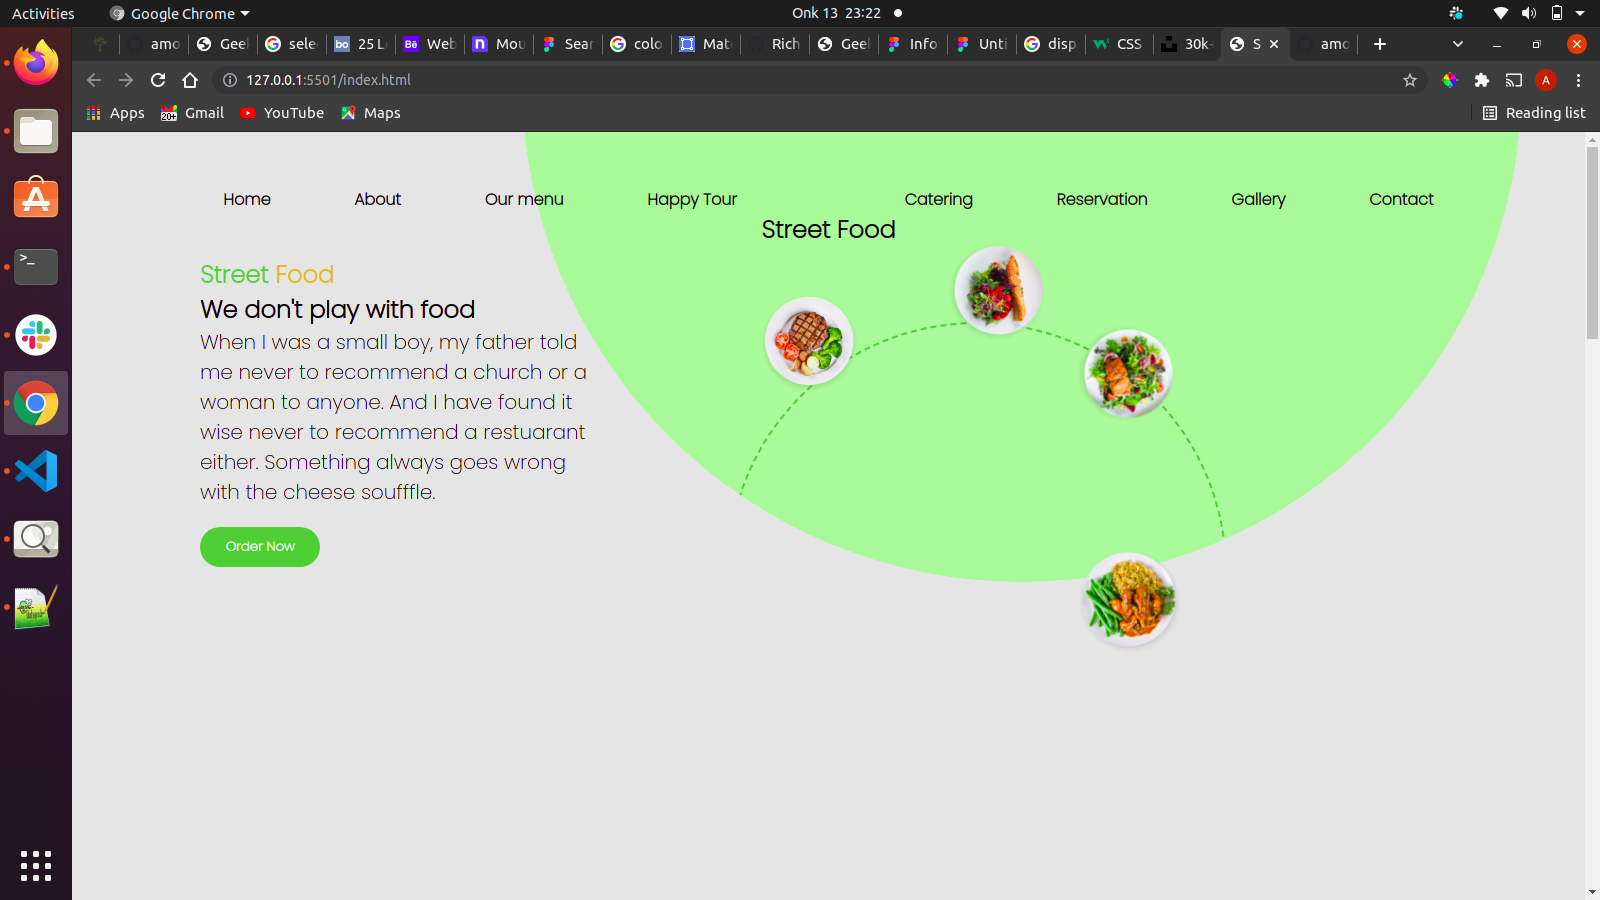 Activities
Google Chrome
Onk 13 23:22
amo
Geel
selec
bo
25 L
Bē
Web
n
Mou
Sear
colo
Mat
Rich
Geel
Info
Unti
disp
CSS
30k
S
amo
127.0.0.1:5501/index.html
A
Apps
20+
Gmail
YouTube
Maps
Reading list
Home
About
Our menu
Happy Tour
Catering
Reservation
Gallery
Contact
Street Food
Street Food
We don't play with food
When I was a small boy, my father told
me never to recommend a church or a
woman to anyone. And I have found it
wise never to recommend a restuarant
either. Something always goes wrong
with the cheese soufffle.
Order Now